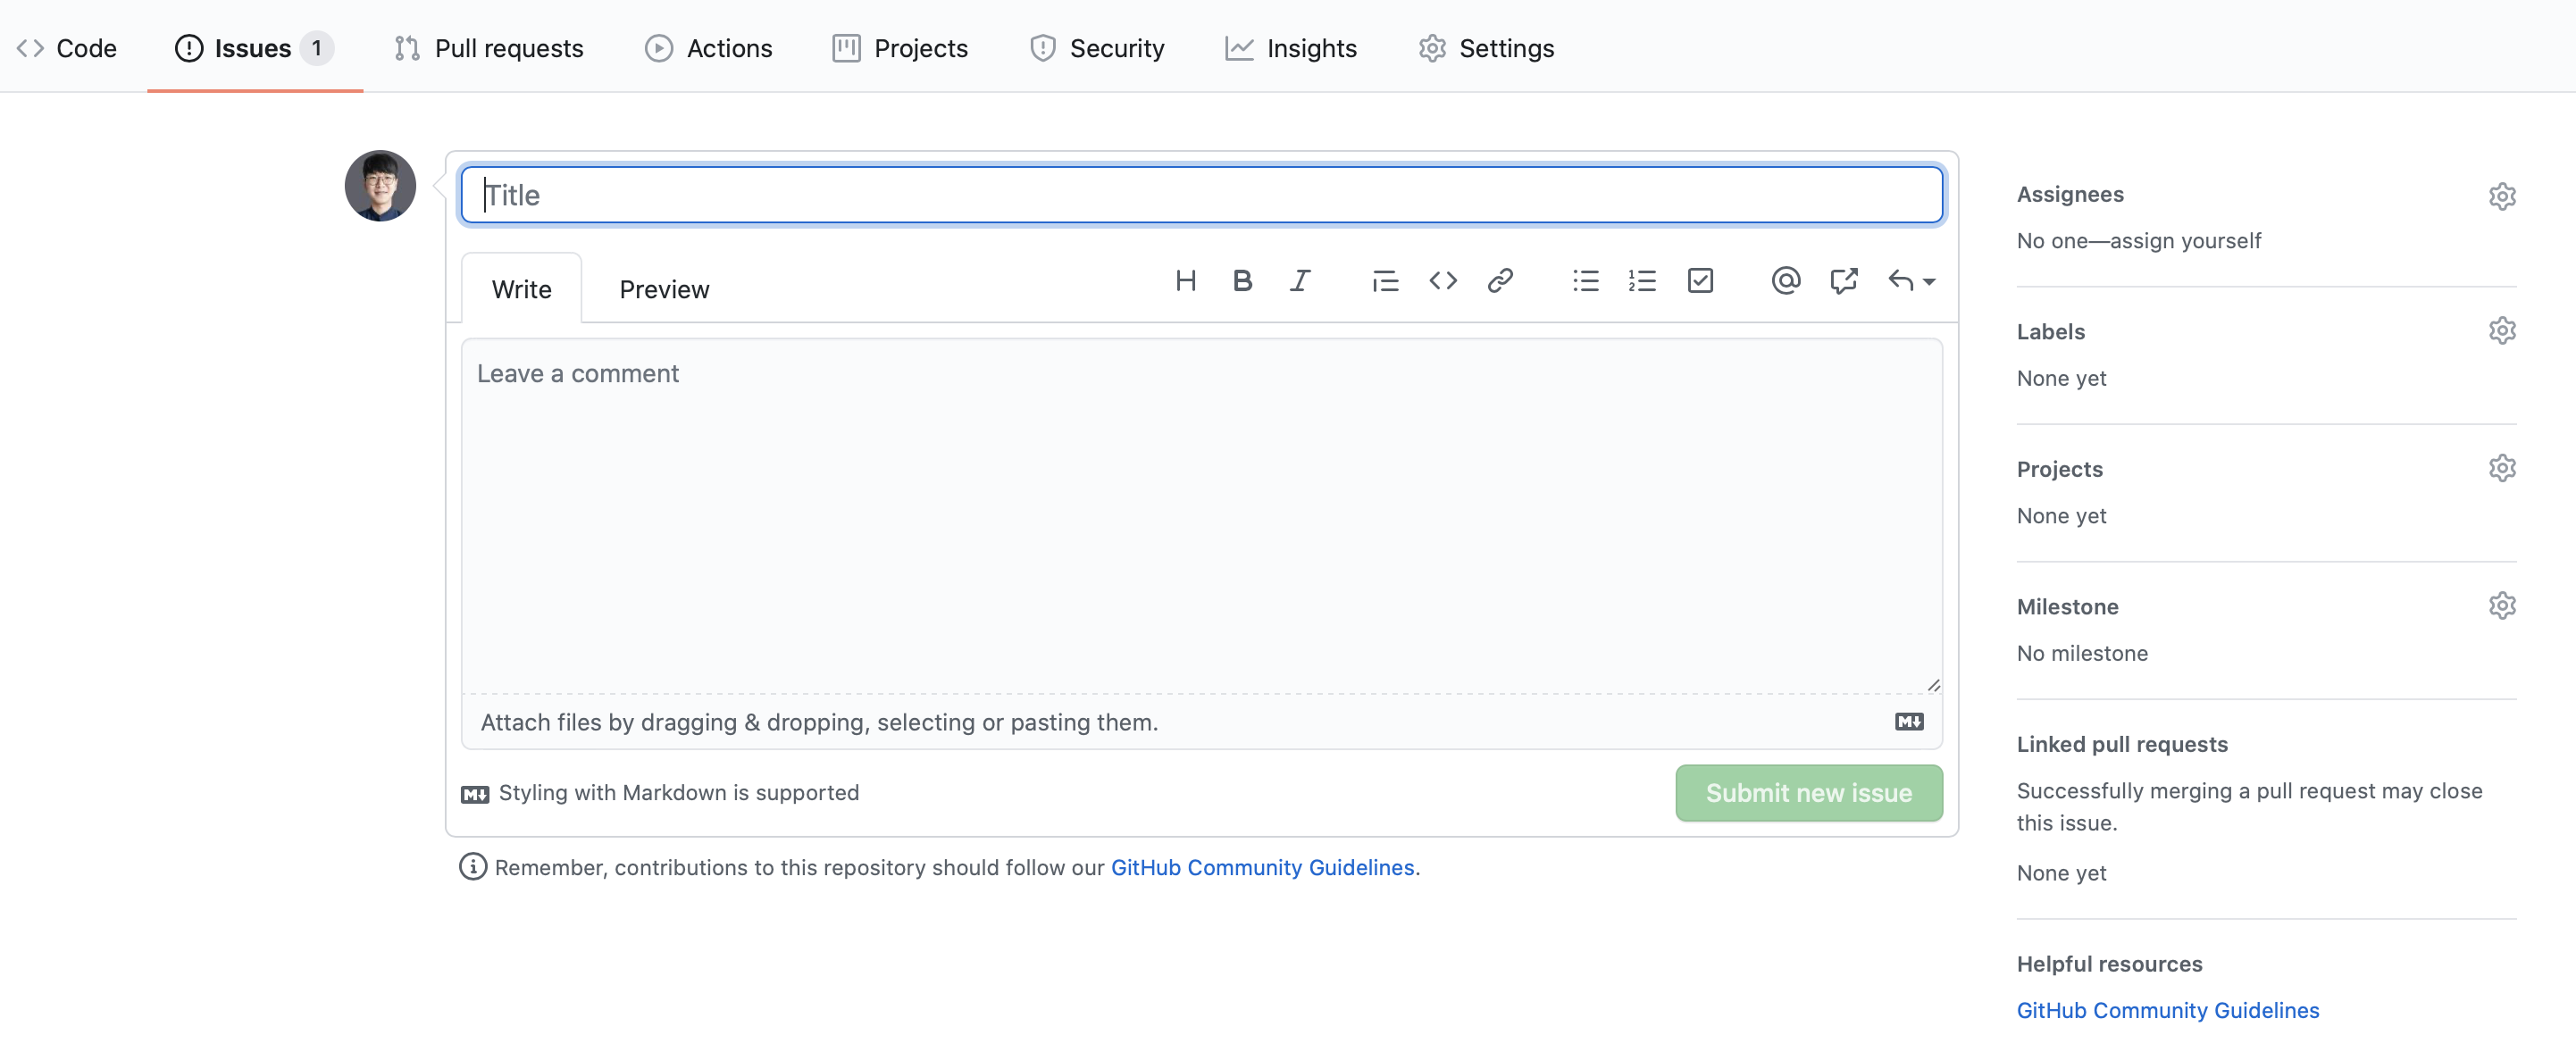 Code Issues 1 Pull requests Actions Projects Security Insights Settings
Title
Write Preview
Leave a comment
Attach files by dragging & dropping, selecting or pasting them.
Styling with Markdown is supported
Submit new issue
Remember, contributions to this repository should follow our GitHub Community Guidelines.
Assignees
No one—assign yourself
Labels
None yet
Projects
None yet
Milestone
No milestone
Linked pull requests
Successfully merging a pull request may close
this issue.
None yet
Helpful resources
GitHub Community Guidelines